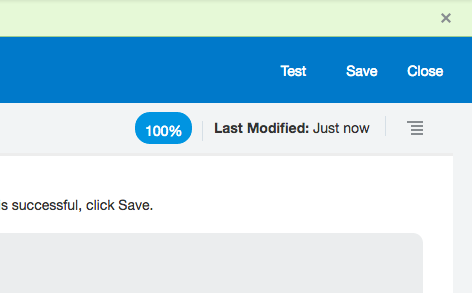 Test Save Close
100% Last Modified: Just now
s successful, click Save.